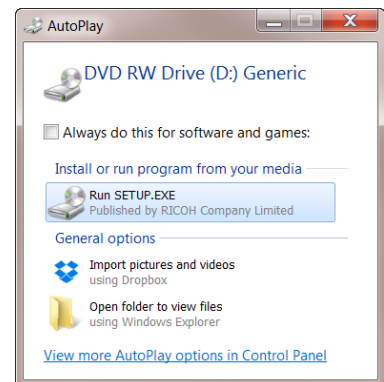 AutoPlay
DVD RW Drive (D:) Generic
Always do this for software and games:
Install or run program from your media
Run SETUP.EXE
Published by RICOH Company Limited
General options
Import pictures and videos
using Dropbox
Open folder to view files
using Windows Explorer
View more AutoPlay options in Control Panel